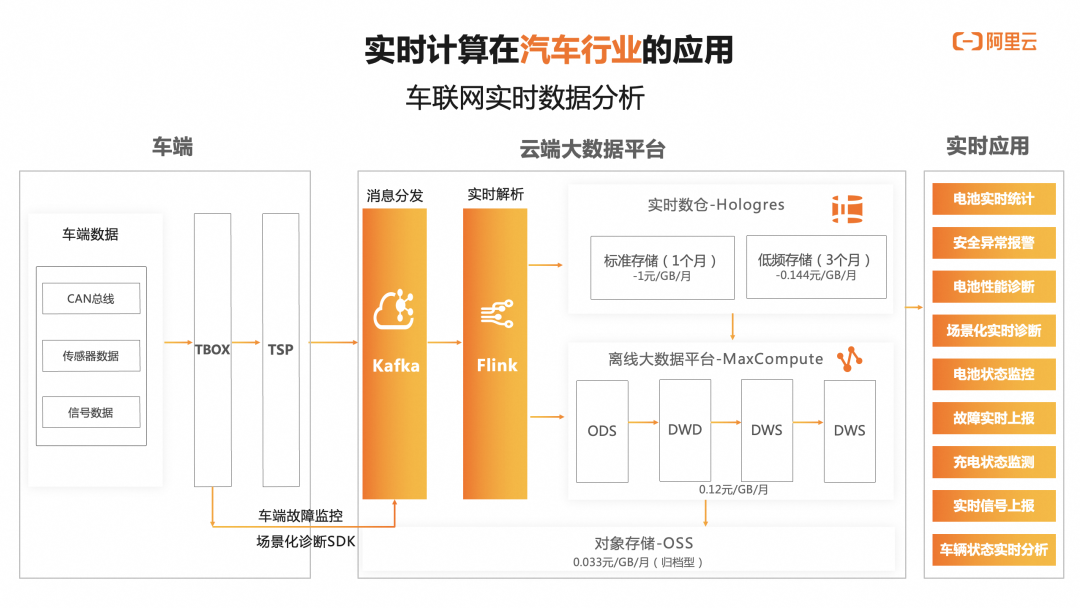 实时计算在汽车行业的应用
阿里云
车联网实时数据分析
车端
云端大数据平台
实时应用
车端数据
CAN总线
传感器数据
信号数据
TBOX
TSP
车端故障监控
场景化诊断SDK
消息分发
Kafka
实时解析
Flink
实时数仓-Hologres
标准存储（1个月）
-1元/GB/月
低频存储（3个月）
-0.144元/GB/月
离线大数据平台-MaxCompute
ODS
DWD
DWS
DWS
0.12元/GB/月
对象存储-OSS
0.033元/GB/月（归档型）
电池实时统计
安全异常报警
电池性能诊断
场景化实时诊断
电池状态监控
故障实时上报
充电状态监测
实时信号上报
车辆状态实时分析